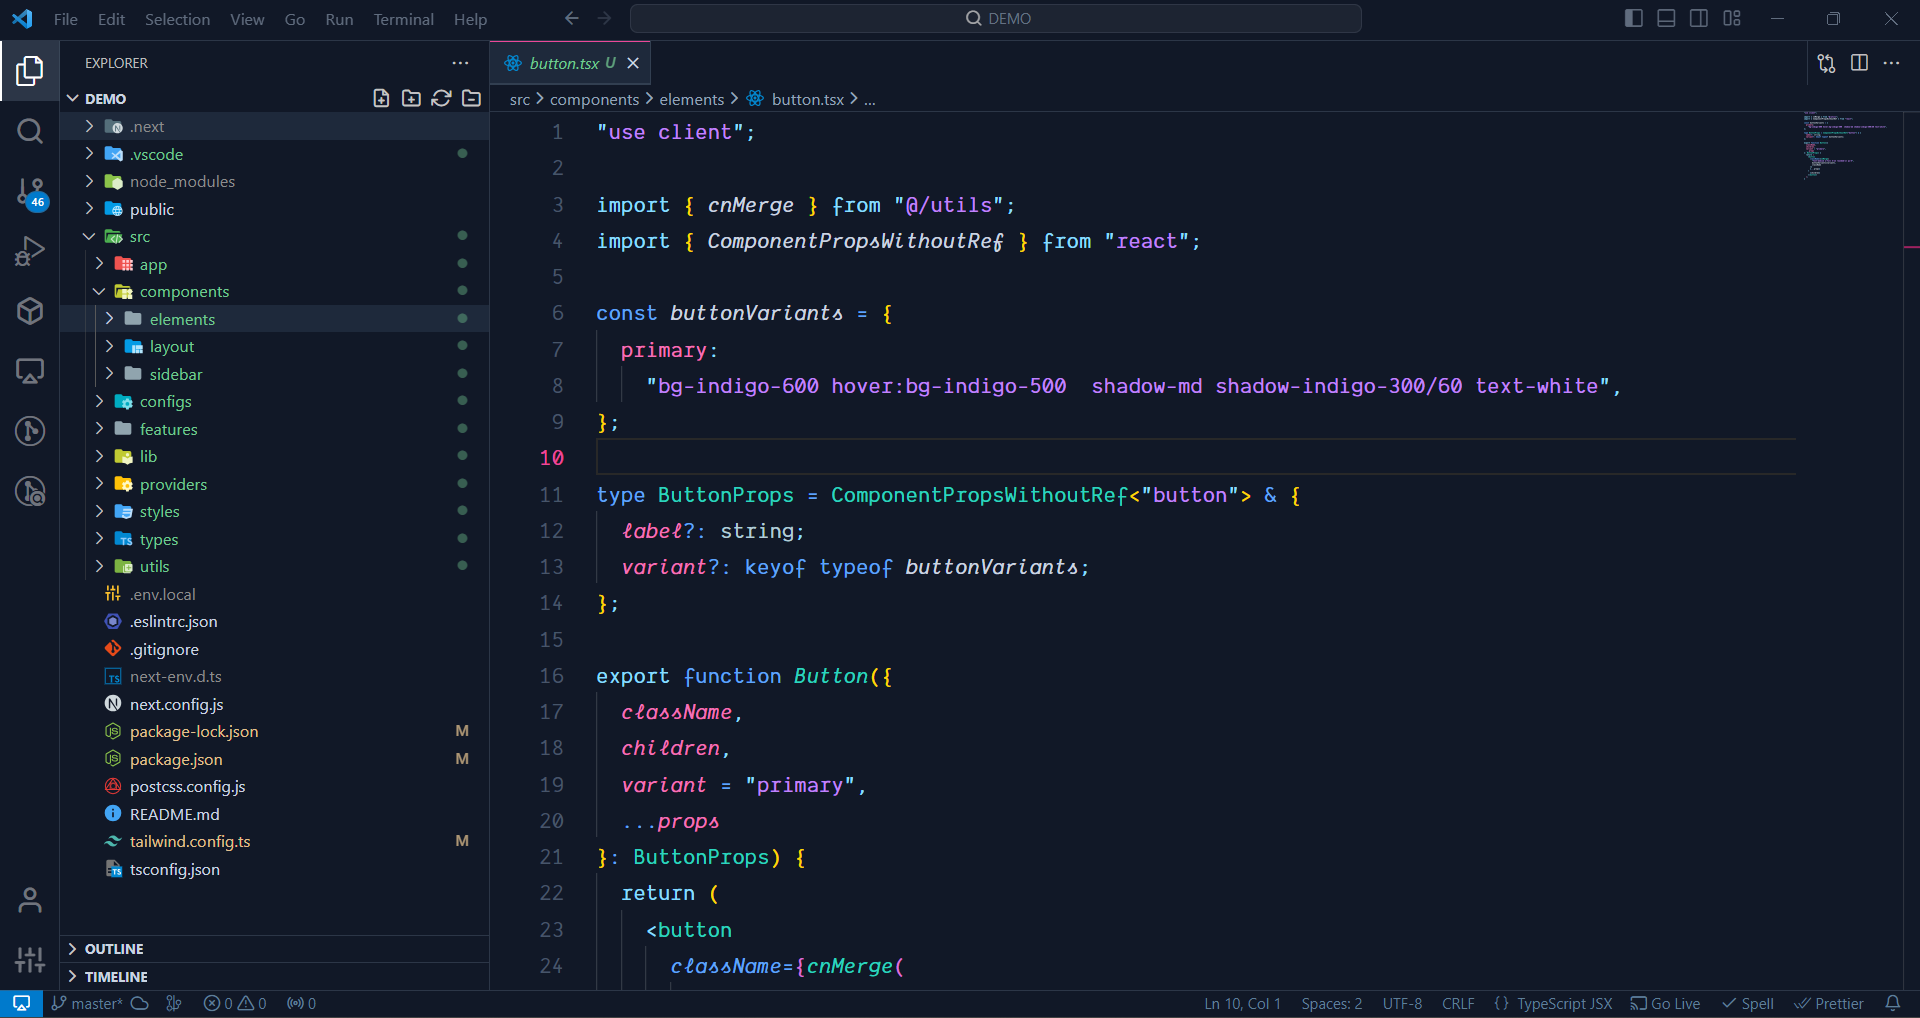 File Edit Selection View Go Run Terminal Help
DEMO
EXPLORER
button.tsx U
DEMO
src components elements button.tsx ...
.next
.vscode
node_modules
public
src
app
components
elements
layout
sidebar
configs
features
lib
providers
styles
types
utils
.env.local
.eslintrc.json
.gitignore
next-env.d.ts
next.config.js
package-lock.json M
package.json M
postcss.config.js
README.md
tailwind.config.ts M
tsconfig.json
OUTLINE
TIMELINE
46
1 "use client";
2
3 import { cnMerge } from "@/utils";
4 import { ComponentPropsWithoutRef } from "react";
5
6 const buttonVariants = {
7 primary:
8 "bg-indigo-600 hover:bg-indigo-500  shadow-md shadow-indigo-300/60 text-white",
9 };
10
11 type ButtonProps = ComponentPropsWithoutRef<"button"> & {
12 label?: string;
13 variant?: keyof typeof buttonVariants;
14 };
15
16 export function Button({
17 className,
18 children,
19 variant = "primary",
20 ...props
21 }: ButtonProps) {
22 return (
23 <button
24 className={cnMerge(
master* 0 0 0 Ln 10, Col 1 Spaces: 2 UTF-8 CRLF { } TypeScript JSX Go Live Spell Prettier